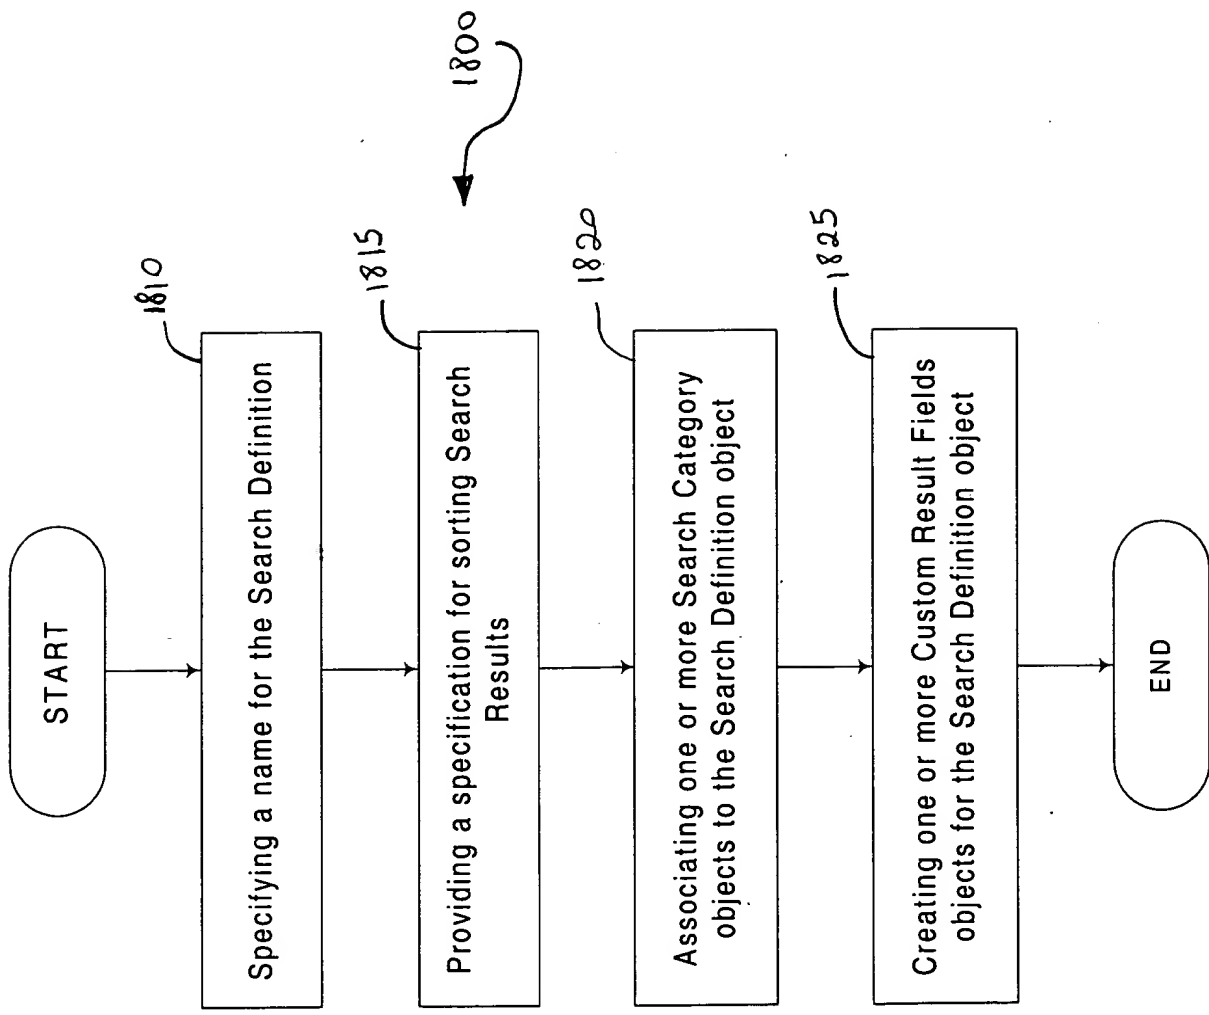 START
1810
Specifying a name for the Search Definition
1800
1815
Providing a specification for sorting Search
Results
1820
Associating one or more Search Category
objects to the Search Definition object
1825
Creating one or more Custom Result Fields
objects for the Search Definition object
END